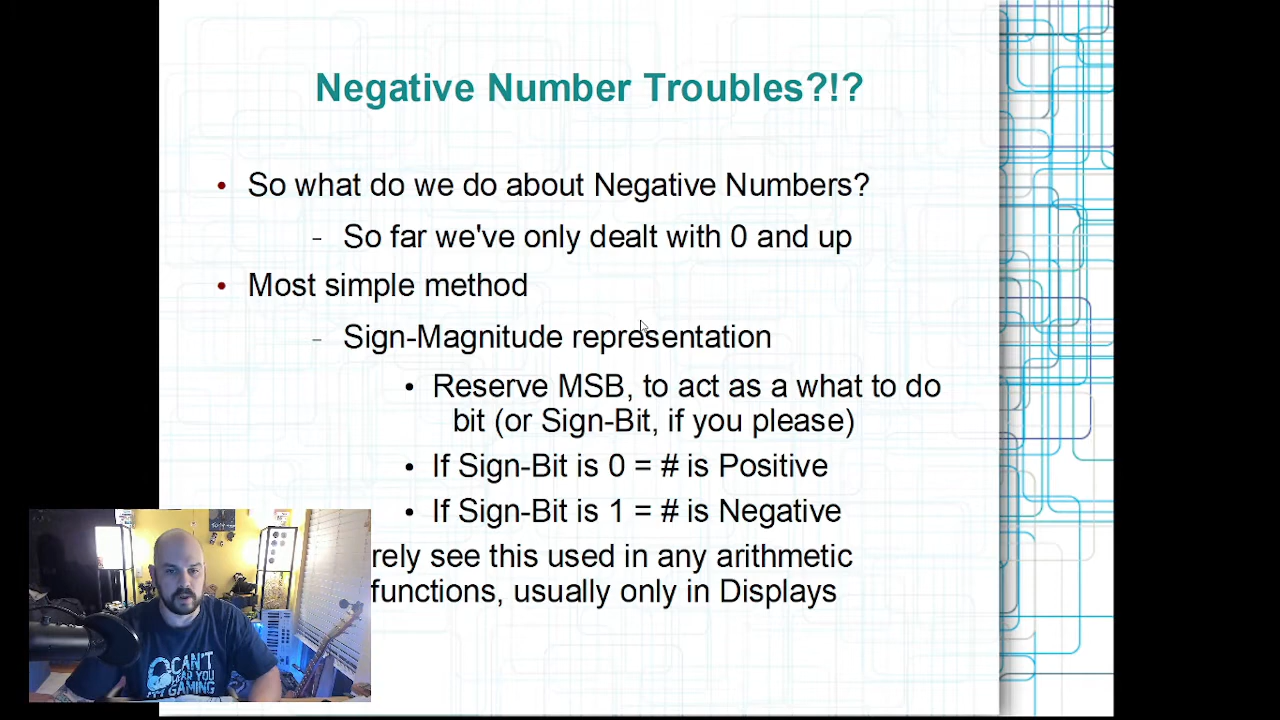 Negative Number Troubles?!?
• So what do we do about Negative Numbers?
- So far we've only dealt with 0 and up
• Most simple method
- Sign-Magnitude representation
• Reserve MSB, to act as a what to do
bit (or Sign-Bit, if you please)
• If Sign-Bit is 0 = # is Positive
• If Sign-Bit is 1 = # is Negative
rely see this used in any arithmetic
functions, usually only in Displays
CAN'T
YOU
GAMING